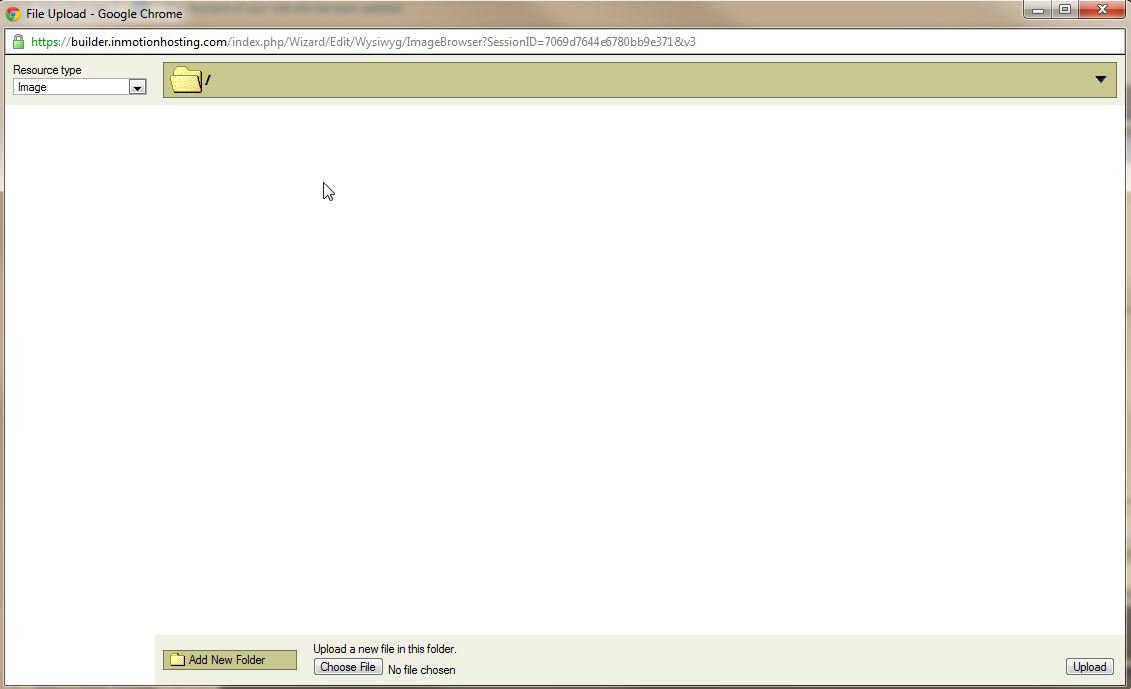 File Upload - Google Chrome
https://builder.inmotionhosting.com/index.php/Wizard/Edit/Wysiwyg/ImageBrowser?SessionID=7069d7644e6780bb9e371&v3
Resource type
Image
/
Add New Folder
Upload a new file in this folder.
Choose File No file chosen
Upload